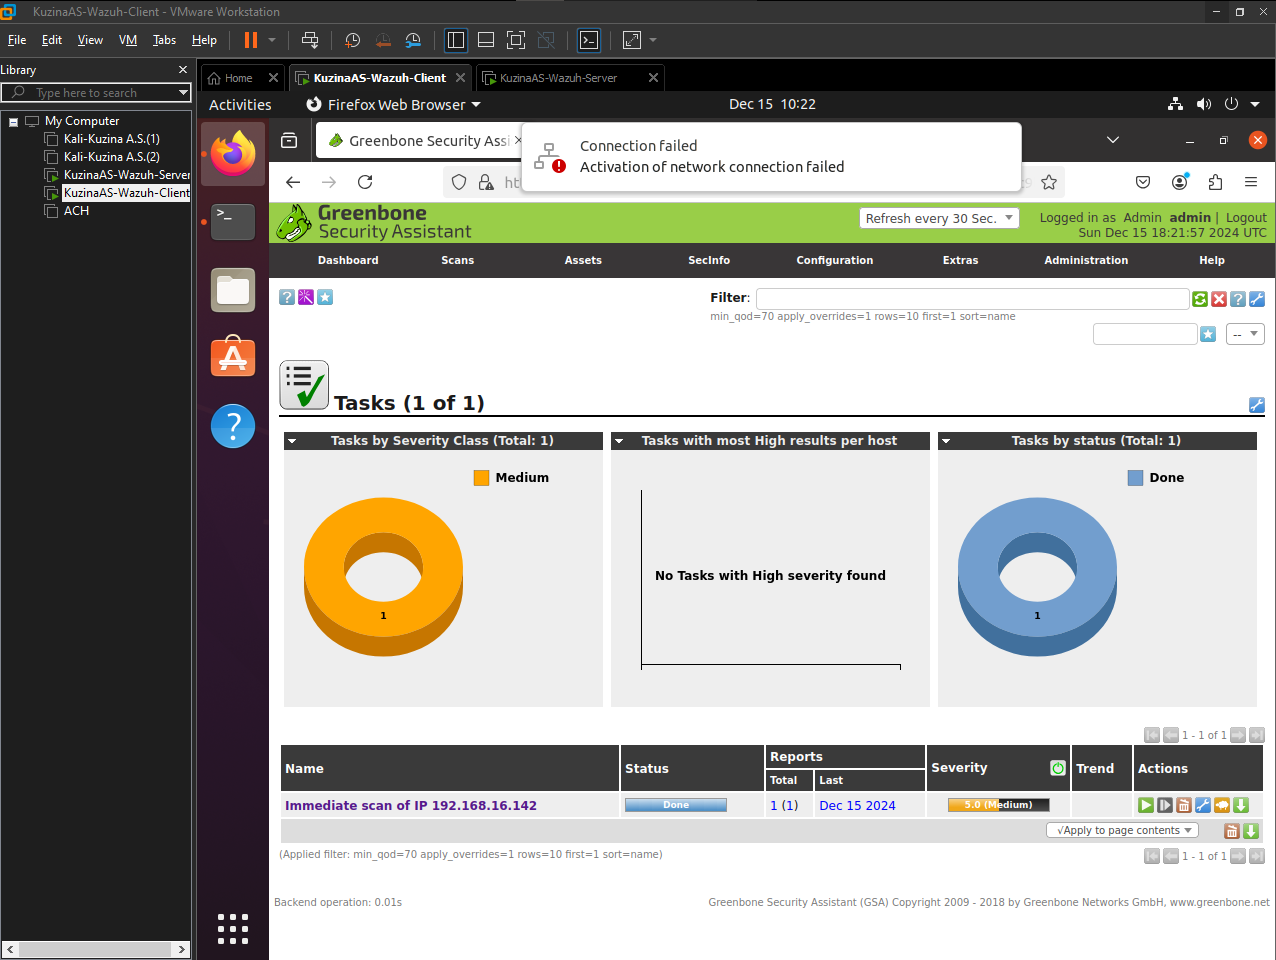 KuzinaAS-Wazuh-Client - VMware Workstation
File Edit View VM Tabs Help
Library
Type here to search
My Computer
Kali-Kuzina A.S.(1)
Kali-Kuzina A.S.(2)
KuzinaAS-Wazuh-Server
KuzinaAS-Wazuh-Client
ACH
Home KuzinaAS-Wazuh-Client KuzinaAS-Wazuh-Server
Activities Firefox Web Browser Dec 15 10:22
Greenbone Security Assi
Connection failed
Activation of network connection failed
Greenbone
Security Assistant
Refresh every 30 Sec.
Logged in as Admin admin | Logout
Sun Dec 15 18:21:57 2024 UTC
Dashboard Scans Assets SecInfo Configuration Extras Administration Help
Filter:
min_qod=70 apply_overrides=1 rows=10 first=1 sort=name
--
Tasks (1 of 1)
Tasks by Severity Class (Total: 1)
Medium
1
Tasks with most High results per host
No Tasks with High severity found
Tasks by status (Total: 1)
Done
1
1 - 1 of 1
Name Status Reports Severity Trend Actions
Total Last
Immediate scan of IP 192.168.16.142 Done 1 (1) Dec 15 2024 5.0 (Medium)
√Apply to page contents
(Applied filter: min_qod=70 apply_overrides=1 rows=10 first=1 sort=name)
1 - 1 of 1
Backend operation: 0.01s
Greenbone Security Assistant (GSA) Copyright 2009 - 2018 by Greenbone Networks GmbH, www.greenbone.net